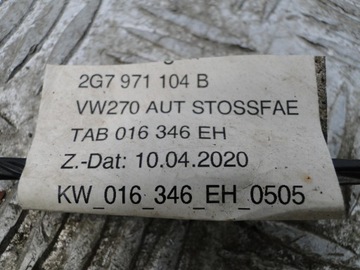 2G7 971 104 B
VW270 AUT STOSSFAE
TAB 016 346 EH
Z.-Dat: 10.04.2020
KW_016_346_EH_0505